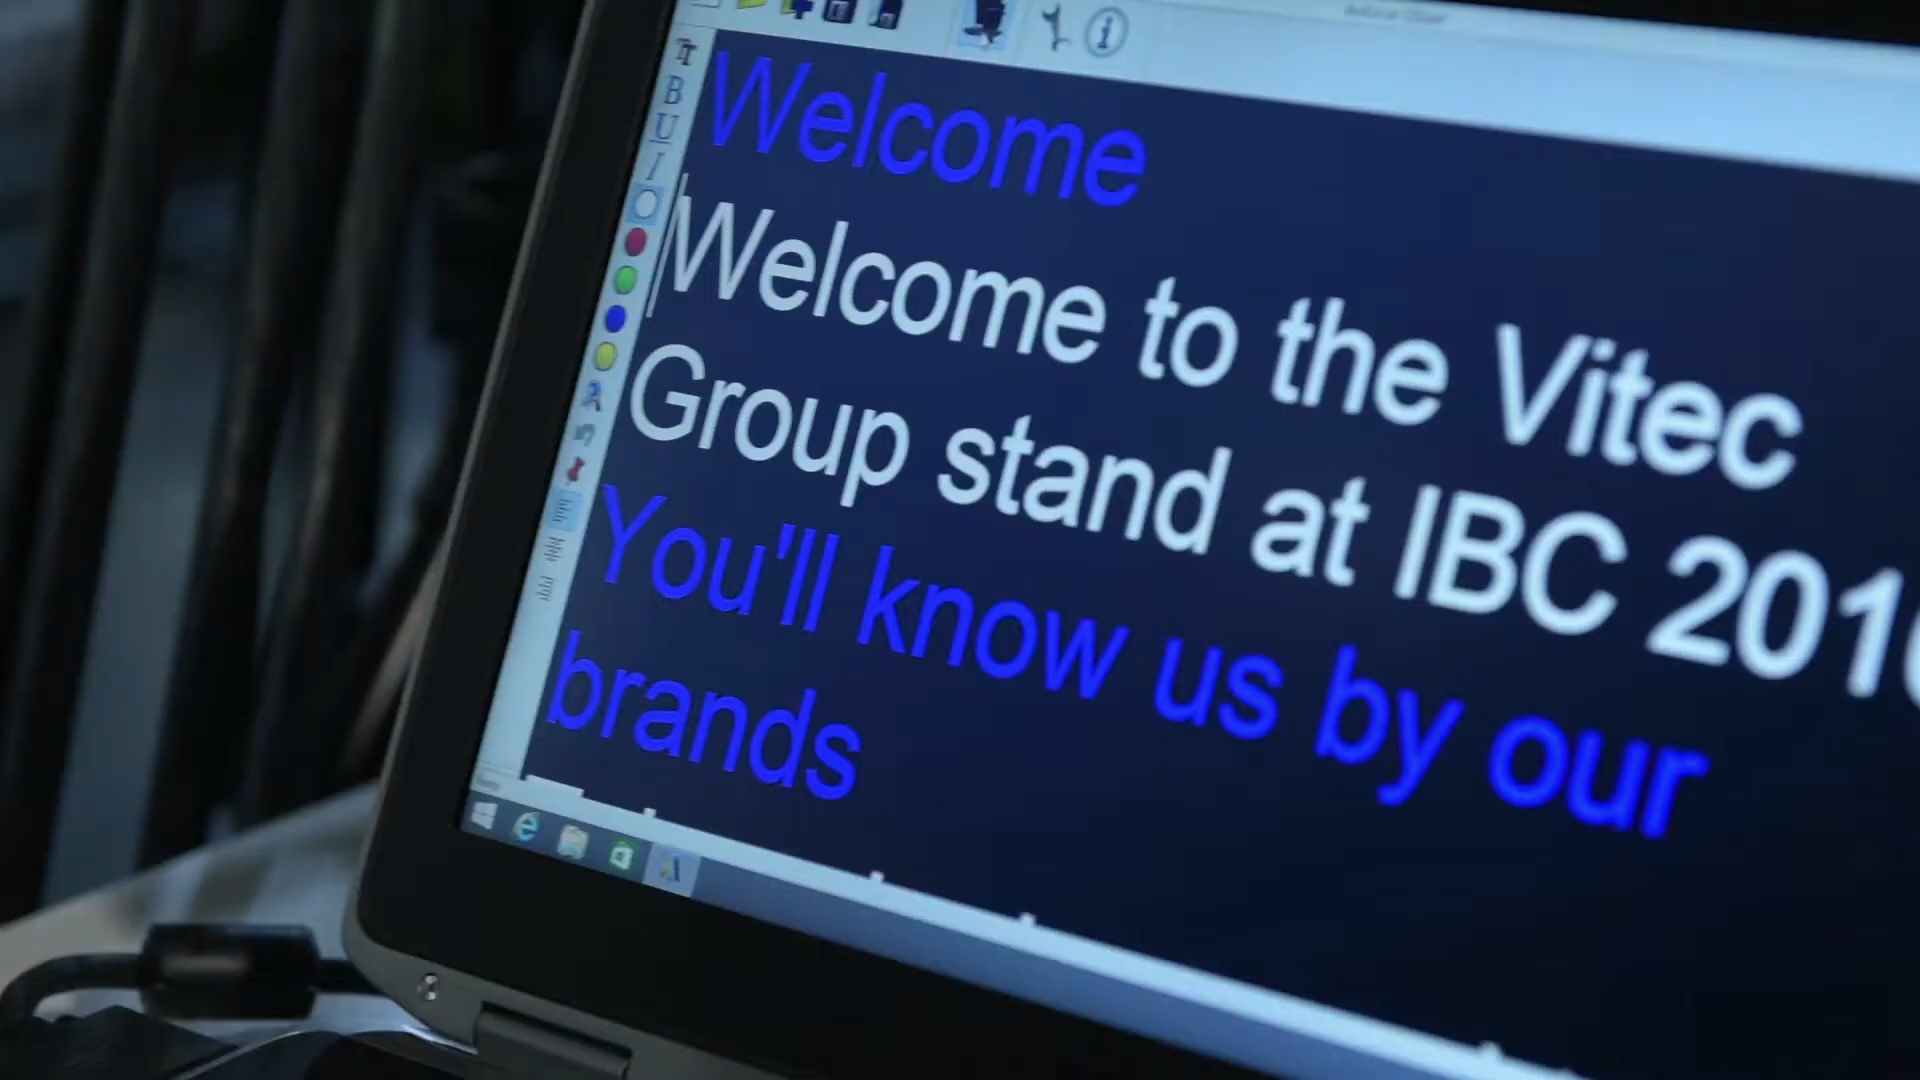 Welcome
Welcome to the Vitec
Group stand at IBC 201
You'll know us by our
brands